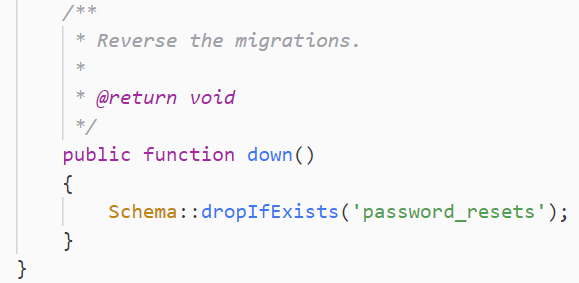 /**
* Reverse the migrations.
*
* @return void
*/
public function down()
{
Schema::dropIfExists('password_resets');
}
}